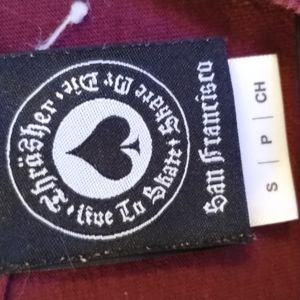 Thrasher • Live To Skate • Skate Or Die •
San Francisco
S | P | CH